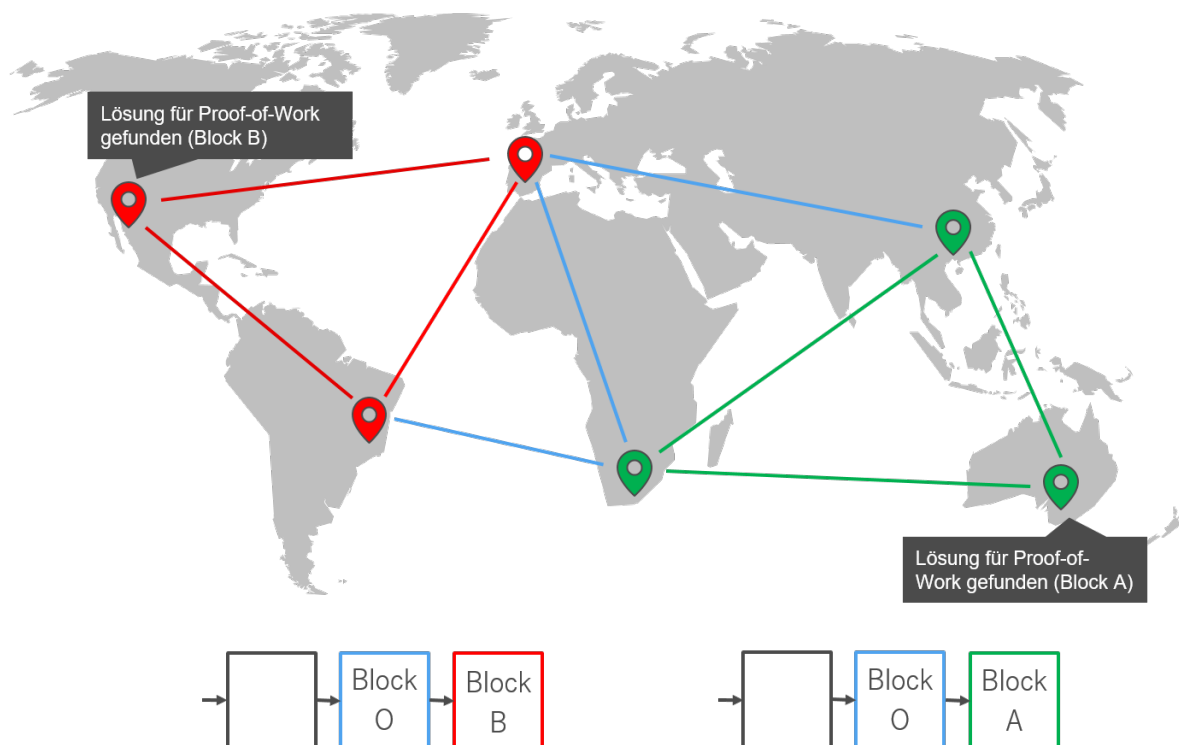 Lösung für Proof-of-Work
gefunden (Block B)
Lösung für Proof-of-
Work gefunden (Block A)
Block
O
Block
B
Block
O
Block
A